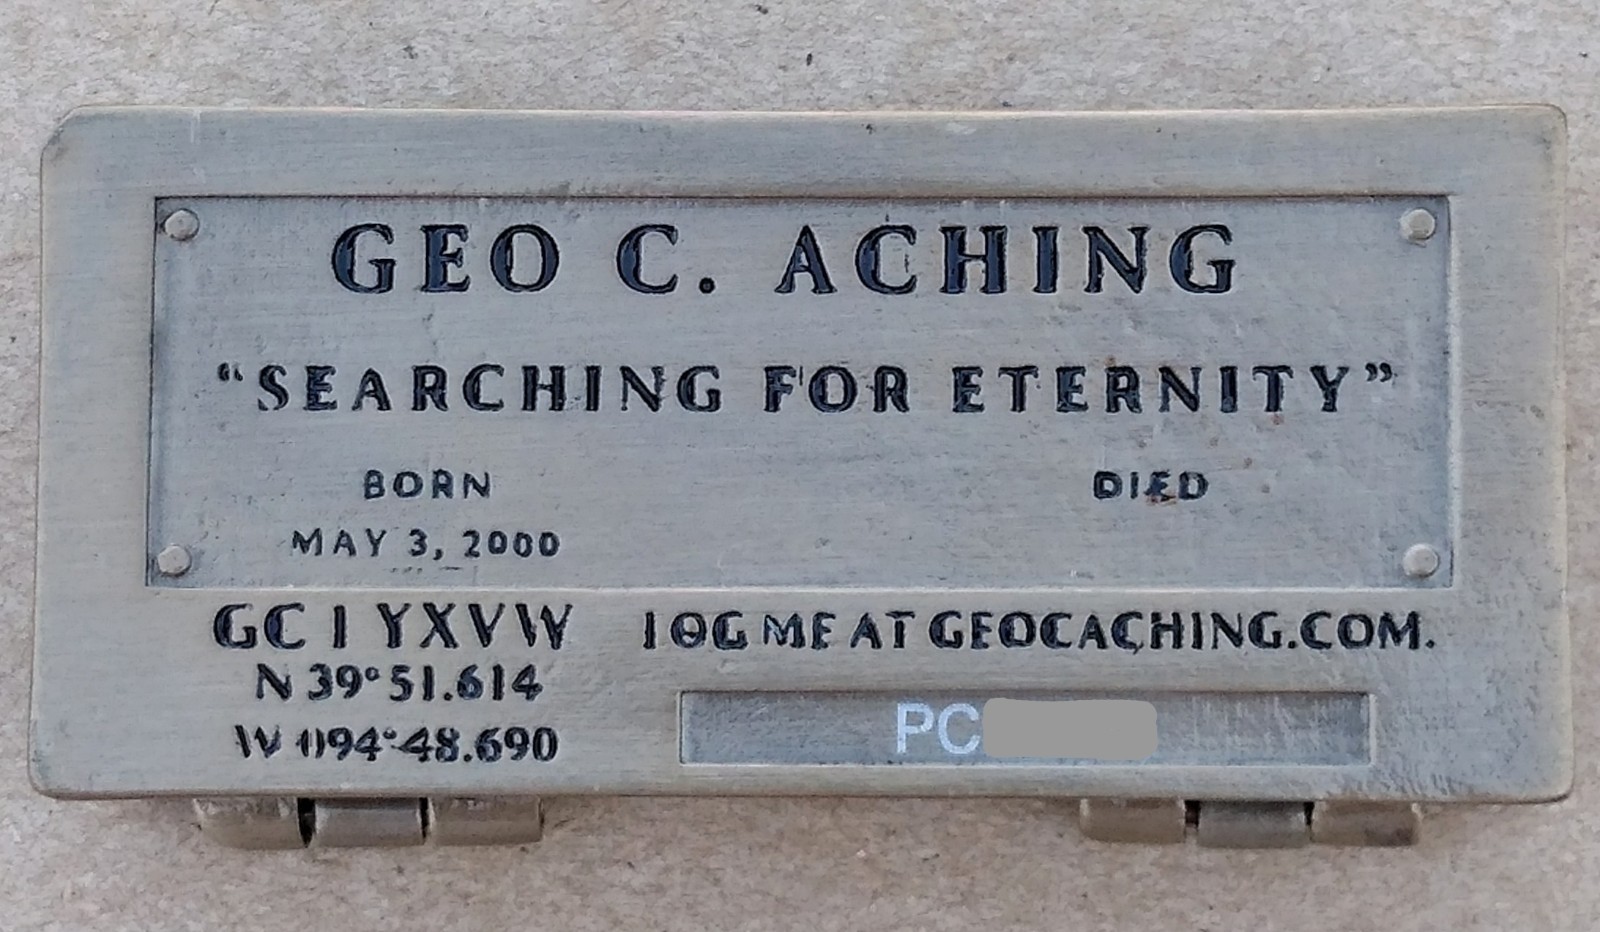 GEO C. ACHING
“SEARCHING FOR ETERNITY”
BORN
DIED
MAY 3, 2000
GC1YXVW
LOG ME AT GEOCACHING.COM.
N 39°51.614
W 094°48.690
PC